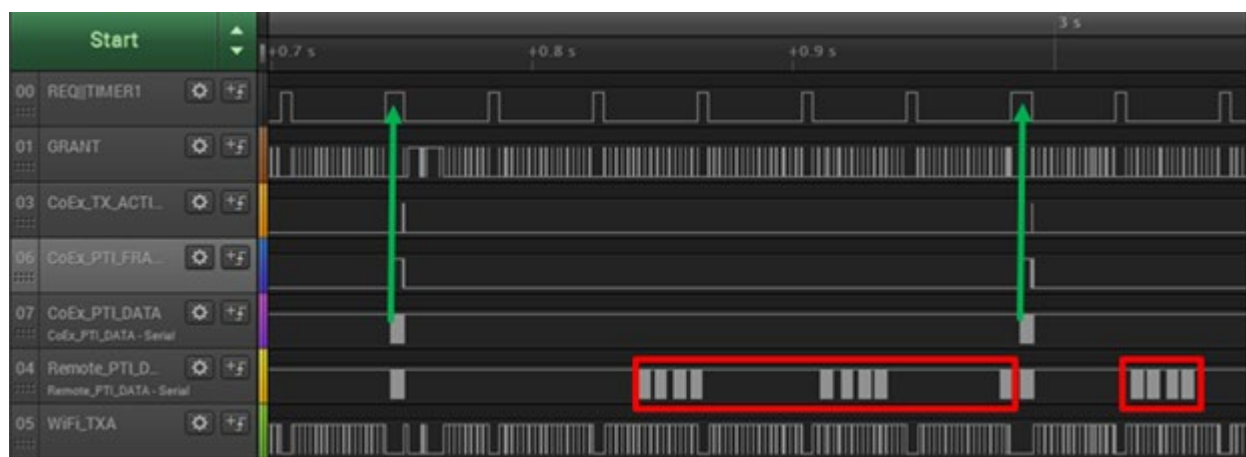 Start
3 s
+0.7 s
+0.8 s
+0.9 s
00 REQ||TIMER1
01 GRANT
03 CoEx_TX_ACTI...
06 CoEx_PTI_FRA...
07 CoEx_PTI_DATA
CoEx_PTI_DATA - Serial
04 Remote_PTI_D...
Remote_PTI_DATA - Serial
05 WiFi_TXA